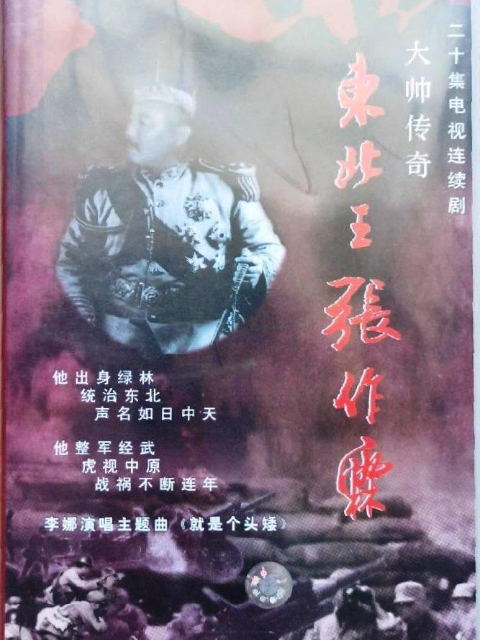 二十集电视连续剧
大帅传奇
東北王張作霖
他出身绿林
统治东北
声名如日中天
他整军经武
虎视中原
战祸不断连年
李娜演唱主题曲《就是个头矮》